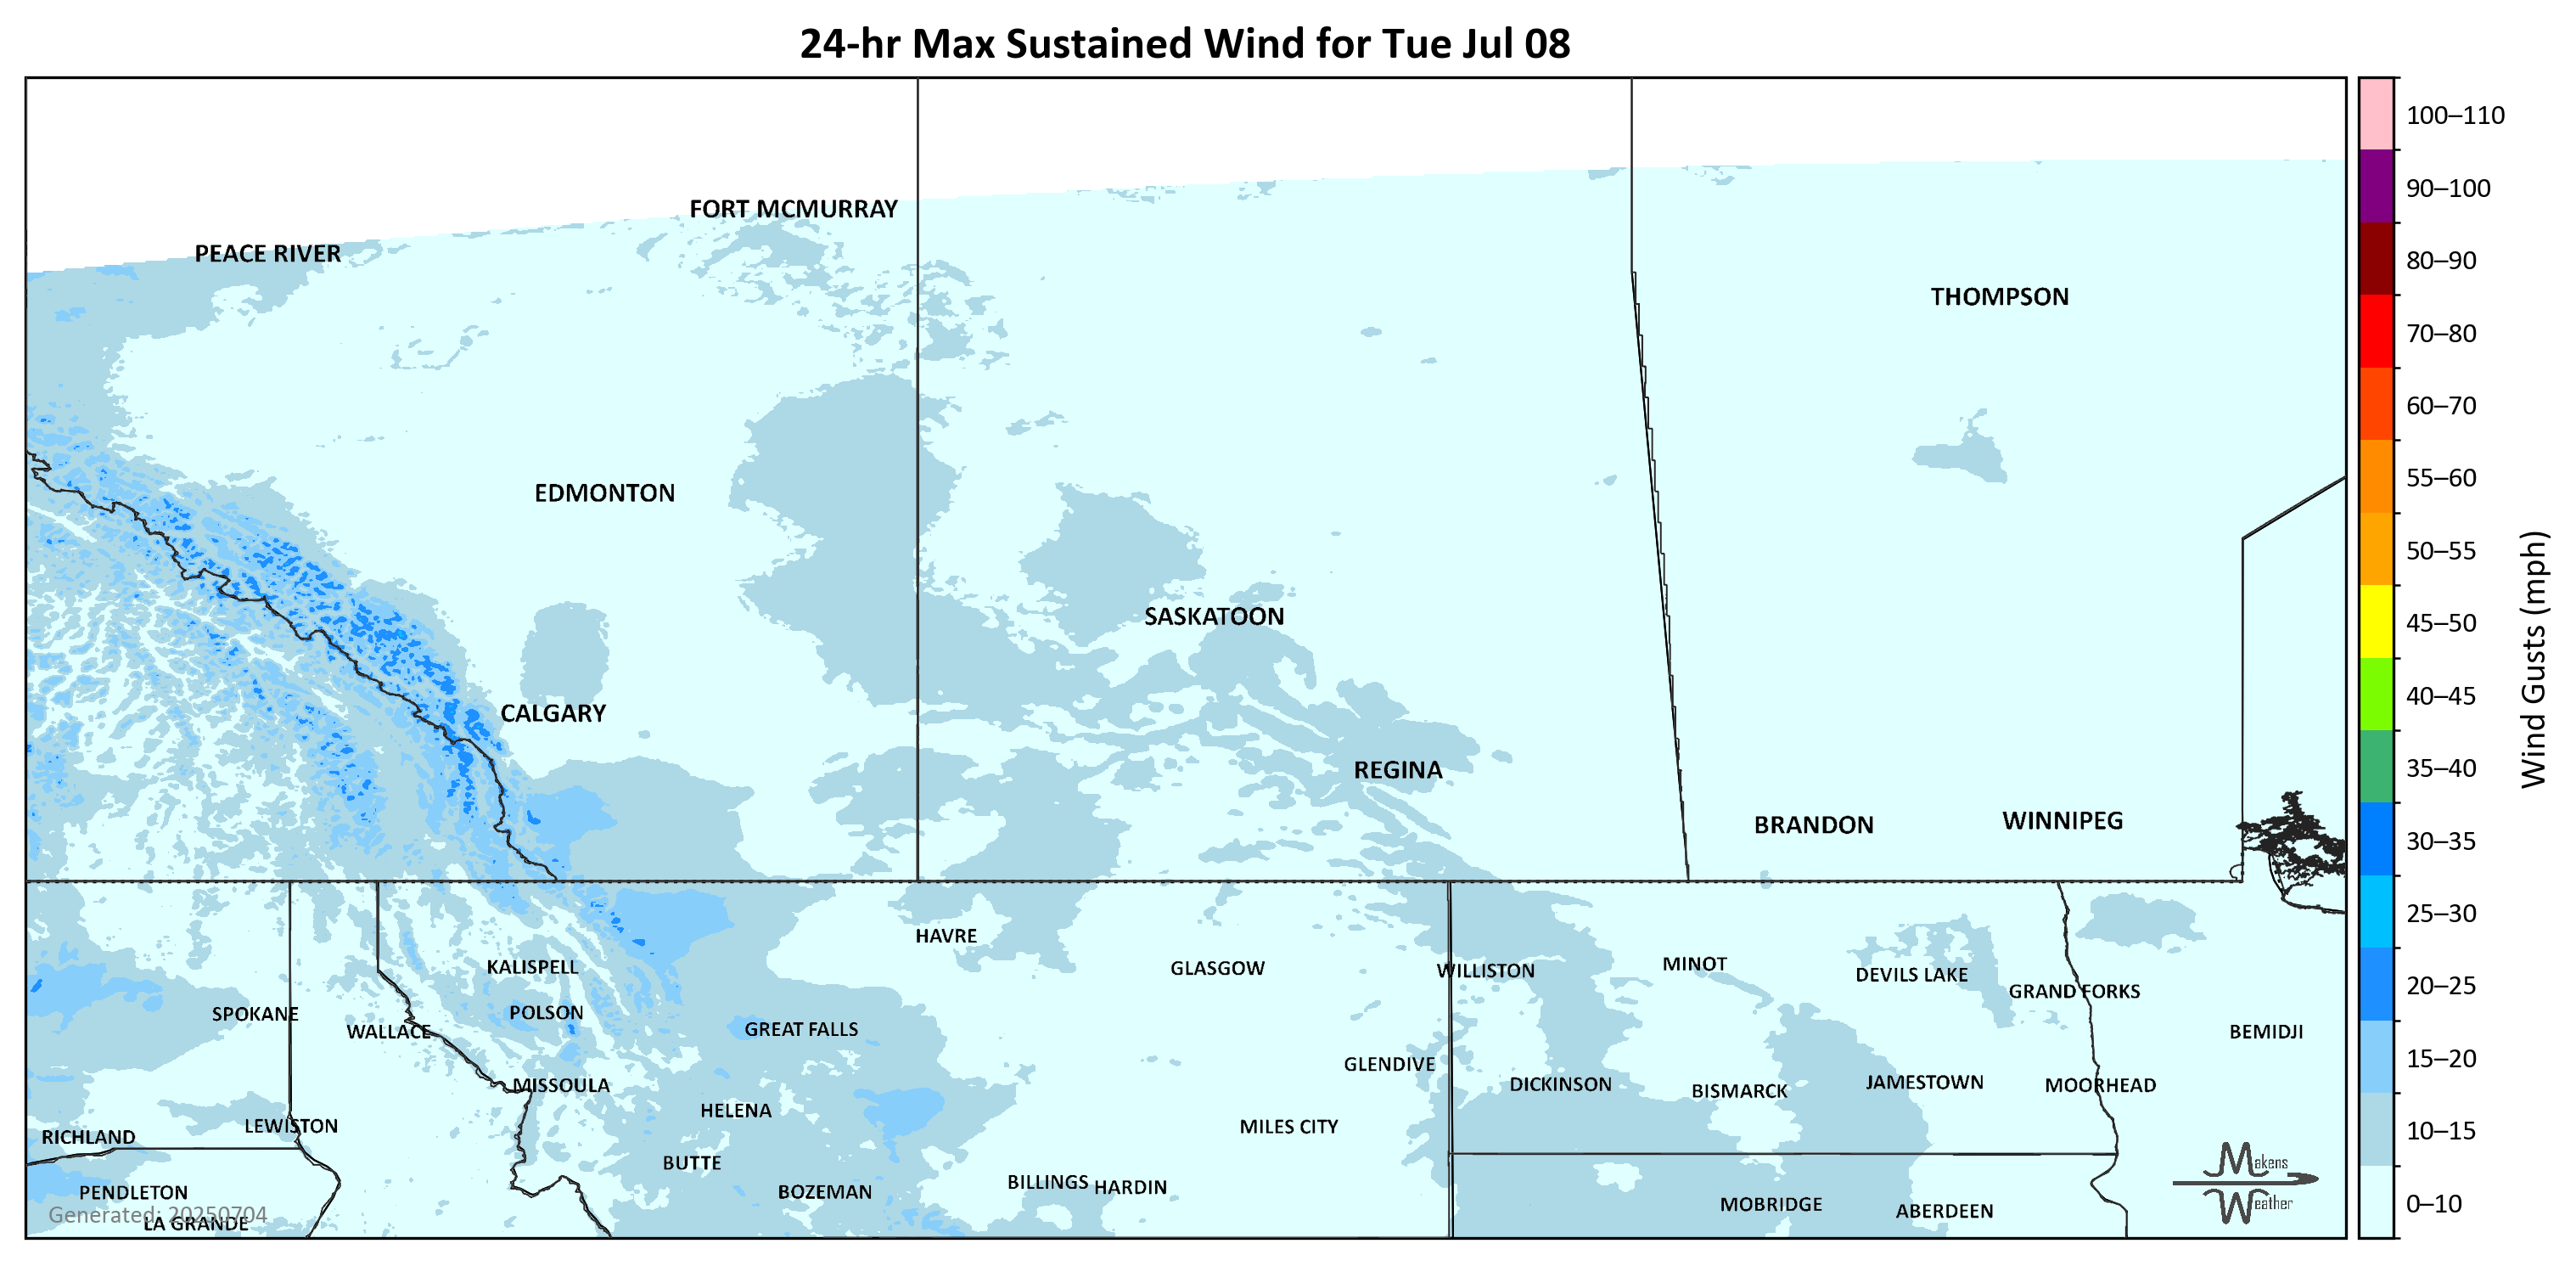 24-hr Max Sustained Wind for Tue Jul 08
100–110
90–100
80–90
70–80
60–70
55–60
50–55
45–50
40–45
35–40
30–35
25–30
20–25
15–20
10–15
0–10
Wind Gusts (mph)
FORT MCMURRAY
PEACE RIVER
THOMPSON
EDMONTON
SASKATOON
CALGARY
REGINA
BRANDON
WINNIPEG
HAVRE
KALISPELL
GLASGOW
WILLISTON
MINOT
DEVILS LAKE
GRAND FORKS
SPOKANE
POLSON
WALLACE
GREAT FALLS
BEMIDJI
GLENDIVE
MISSOULA
DICKINSON
BISMARCK
JAMESTOWN
MOORHEAD
HELENA
LEWISTON
MILES CITY
RICHLAND
BUTTE
BILLINGS
HARDIN
PENDLETON
BOZEMAN
MOBRIDGE
ABERDEEN
Generated: 20250704
LA GRANDE
Makens
Weather